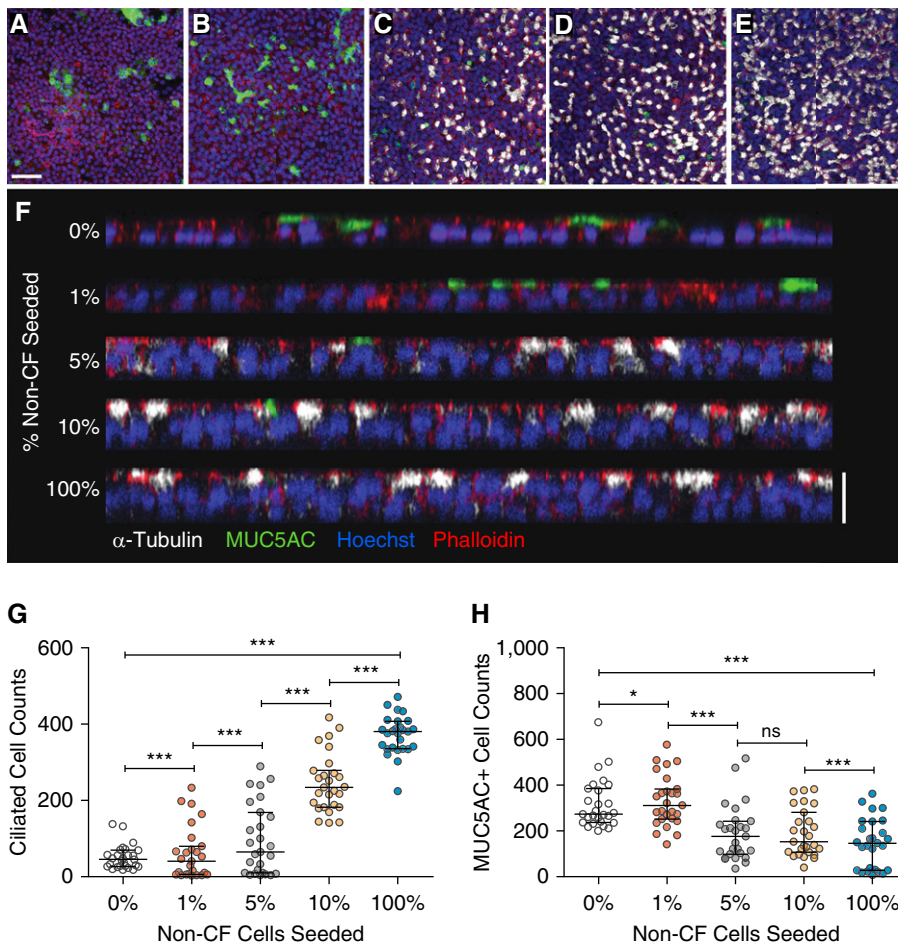 A B C D E
F
% Non-CF Seeded
0%
1%
5%
10%
100%
α-Tubulin MUC5AC Hoechst Phalloidin
G
Ciliated Cell Counts
600
400
200
0
***
*** *** *** ***
0% 1% 5% 10% 100%
Non-CF Cells Seeded
H
MUC5AC+ Cell Counts
1,000
800
600
400
200
0
***
* *** ns ***
0% 1% 5% 10% 100%
Non-CF Cells Seeded